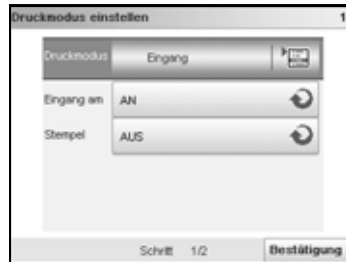 Druckmodus einstellen 1
Druckmodus Eingang
Eingang am AN
Stempel AUS
Schritt 1/2 Bestätigung